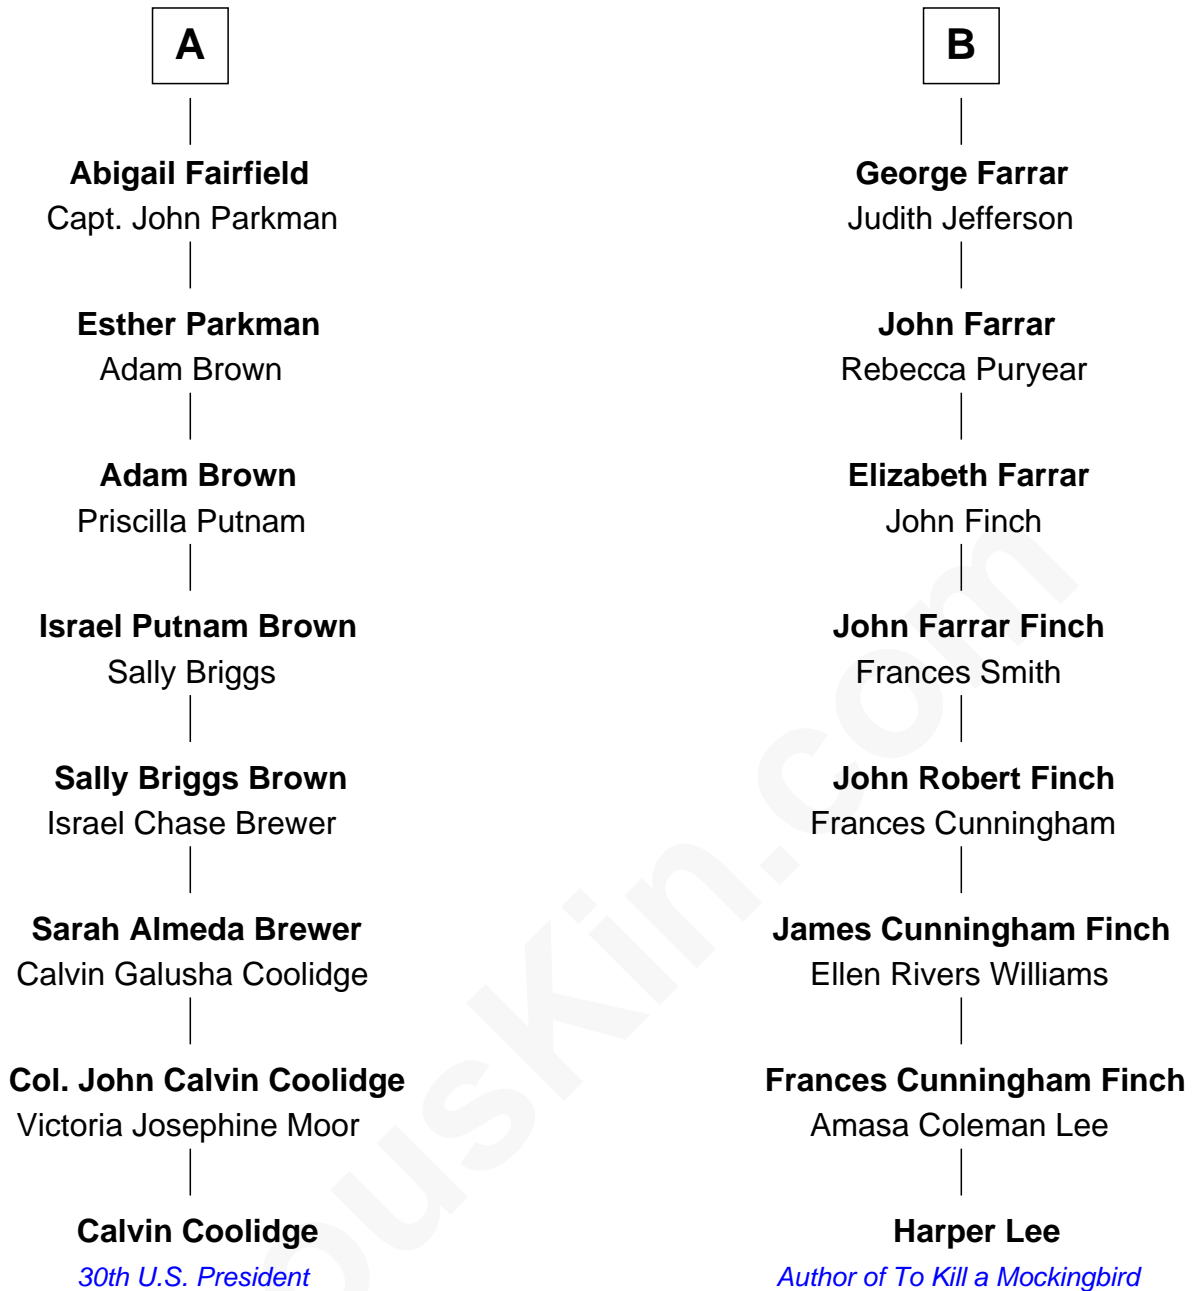 A
Abigail Fairfield
Capt. John Parkman
Esther Parkman
Adam Brown
Adam Brown
Priscilla Putnam
Israel Putnam Brown
Sally Briggs
Sally Briggs Brown
Israel Chase Brewer
Sarah Almeda Brewer
Calvin Galusha Coolidge
Col. John Calvin Coolidge
Victoria Josephine Moor
Calvin Coolidge
30th U.S. President
B
George Farrar
Judith Jefferson
John Farrar
Rebecca Puryear
Elizabeth Farrar
John Finch
John Farrar Finch
Frances Smith
John Robert Finch
Frances Cunningham
James Cunningham Finch
Ellen Rivers Williams
Frances Cunningham Finch
Amasa Coleman Lee
Harper Lee
Author of To Kill a Mockingbird
ousKin.com